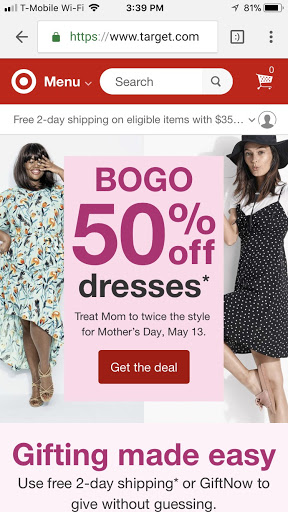 T-Mobile Wi-Fi 3:39 PM 81%
https://www.target.com
Menu Search 0
Free 2-day shipping on eligible items with $35...
BOGO
50% off
dresses*
Treat Mom to twice the style
for Mother's Day, May 13.
Get the deal
Gifting made easy
Use free 2-day shipping* or GiftNow to
give without guessing.